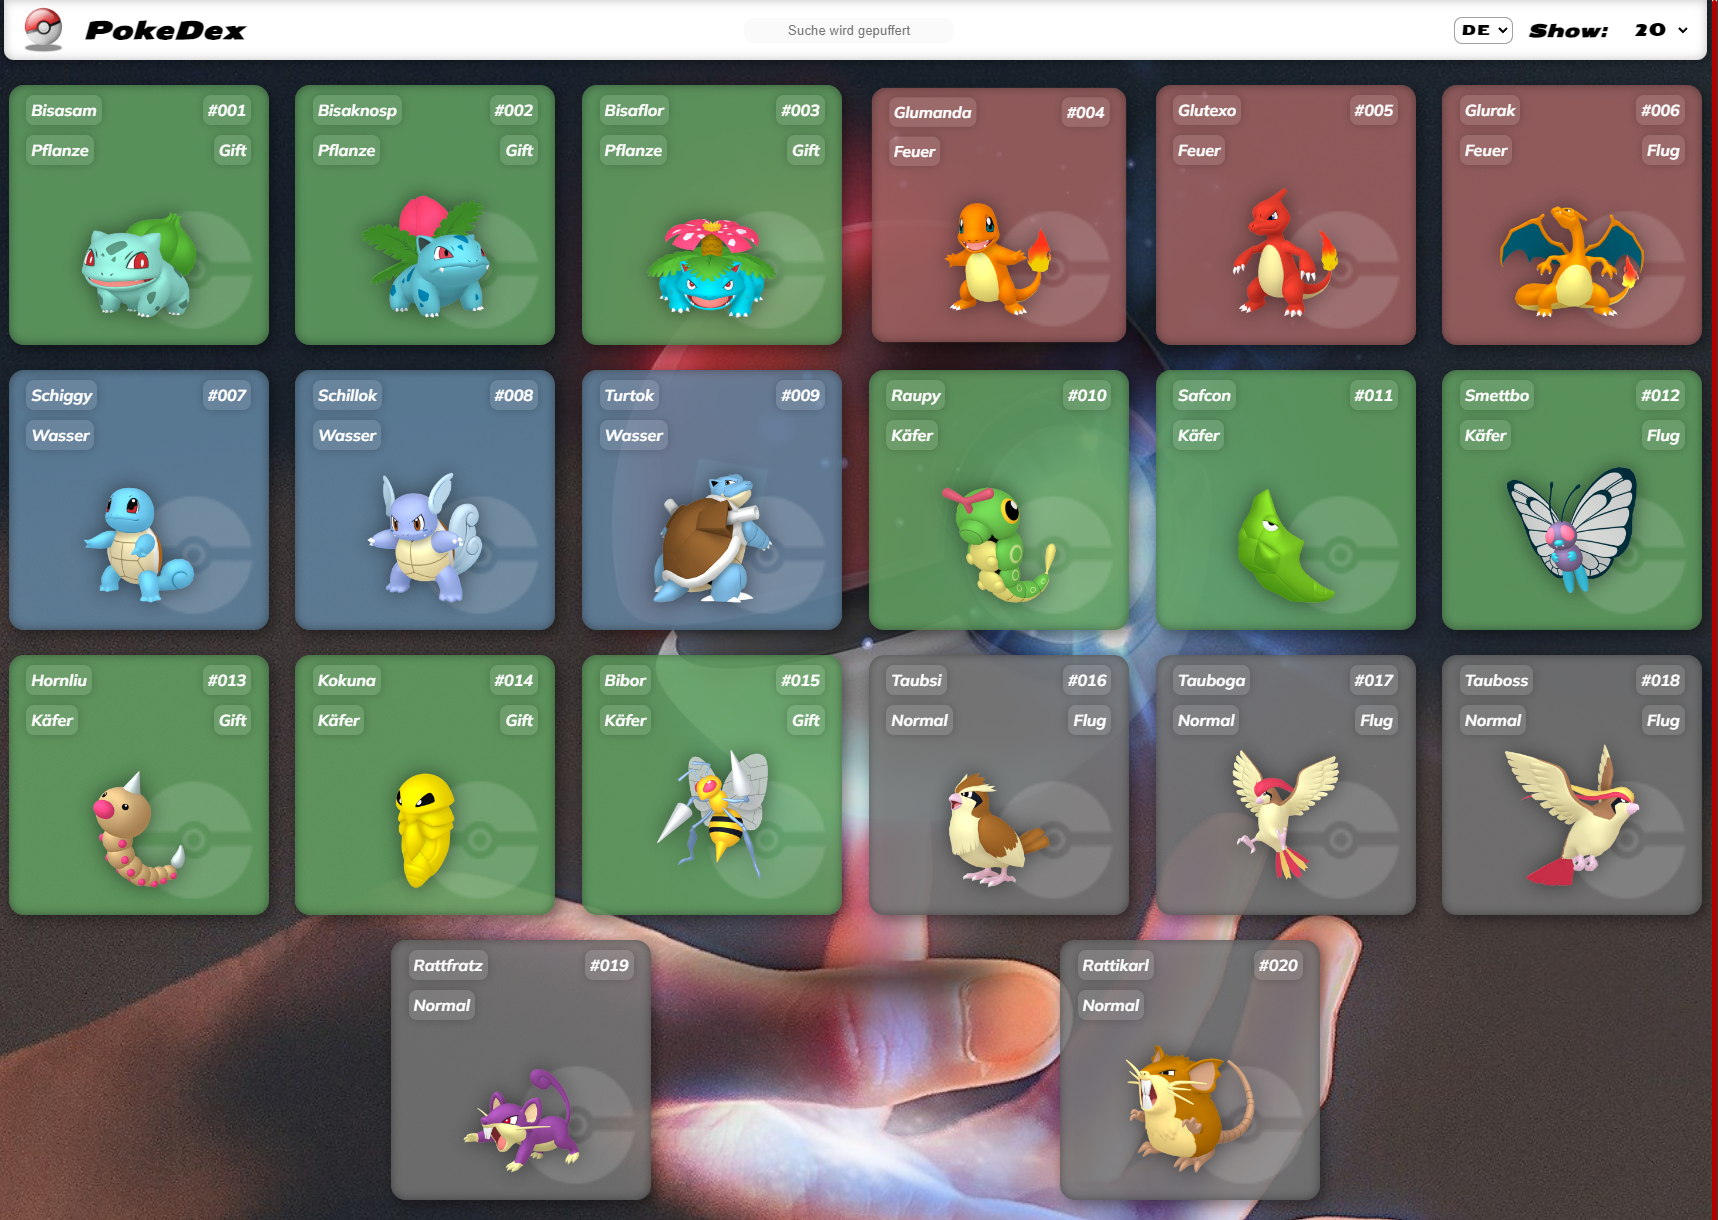 PokeDex
Suche wird gepuffert
DE
Show:
20
Bisasam #001
Pflanze Gift
Bisaknosp #002
Pflanze Gift
Bisaflor #003
Pflanze Gift
Glumanda #004
Feuer
Glutexo #005
Feuer
Glurak #006
Feuer Flug
Schiggy #007
Wasser
Schillok #008
Wasser
Turtok #009
Wasser
Raupy #010
Käfer
Safcon #011
Käfer
Smettbo #012
Käfer Flug
Hornliu #013
Käfer Gift
Kokuna #014
Käfer Gift
Bibor #015
Käfer Gift
Taubsi #016
Normal Flug
Tauboga #017
Normal Flug
Tauboss #018
Normal Flug
Rattfratz #019
Normal
Rattikarl #020
Normal